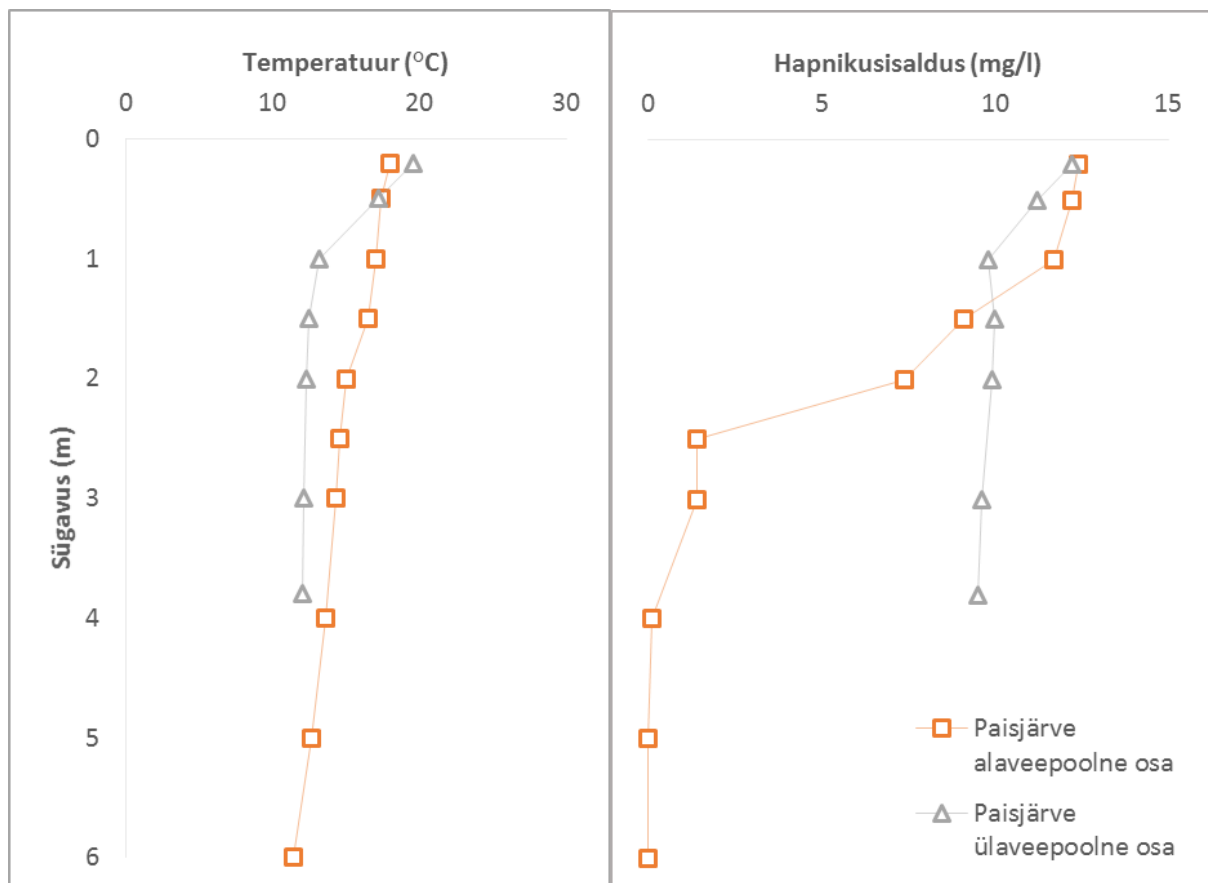 Temperatuur (°C)
0 10 20 30
0
1
2
3
4
5
6
Sügavus (m)
Hapnikusisaldus (mg/l)
0 5 10 15
Paisjärve
alaveepoolne osa
Paisjärve
ülaveepoolne osa